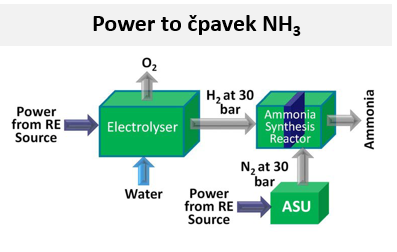 Power to čpavek NH₃
O₂
H₂ at 30
bar
Power
from RE
Source
Electrolyser
Ammonia
Synthesis
Reactor
Ammonia
Water
N₂ at 30
bar
Power
from RE
Source
ASU